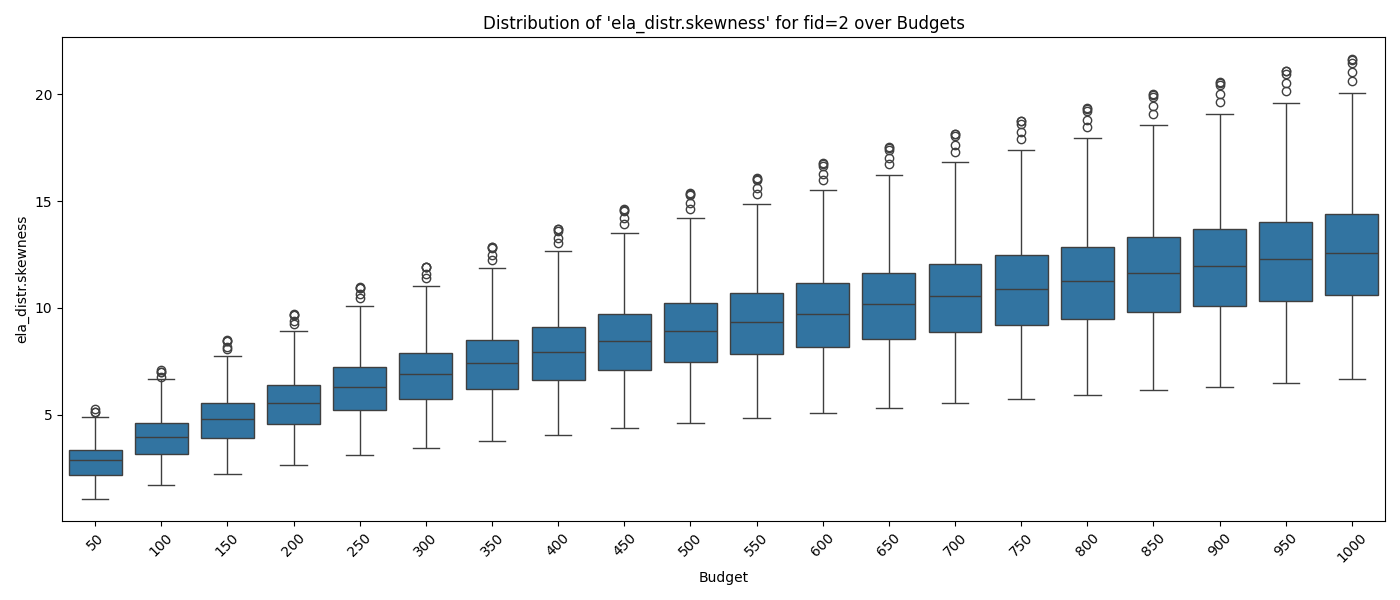 Distribution of 'ela_distr.skewness' for fid=2 over Budgets
ela_distr.skewness
20
15
10
5
50 100 150 200 250 300 350 400 450 500 550 600 650 700 750 800 850 900 950 1000
Budget